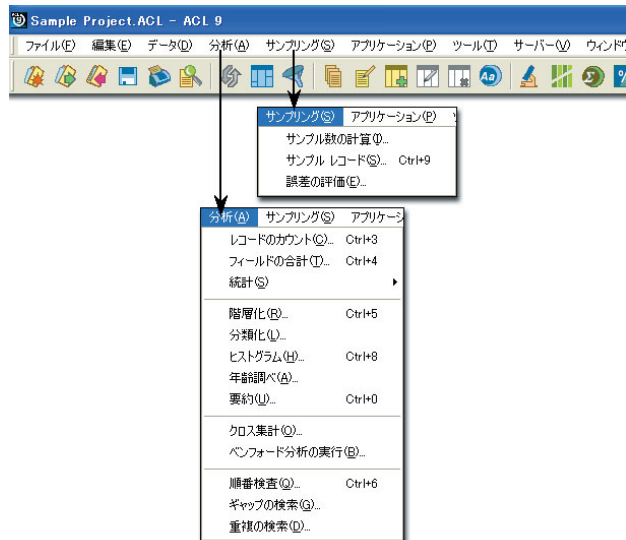 Sample Project.ACL - ACL 9
ファイル(F) 編集(E) データ(D) 分析(A) サンプリング(S) アプリケーション(P) ツール(T) サーバー(V) ウィンドウ
サンプリング(S) アプリケーション(P)
サンプル数の計算(I)...
サンプル レコード(S)... Ctrl+9
誤差の評価(E)...
分析(A) サンプリング(S) アプリケーシ
レコードのカウント(C)... Ctrl+3
フィールドの合計(T)... Ctrl+4
統計(S)
階層化(R)... Ctrl+5
分類化(L)...
ヒストグラム(H)... Ctrl+8
年齢調べ(A)...
要約(U)... Ctrl+0
クロス集計(O)...
ベンフォード分析の実行(B)...
順番検査(Q)... Ctrl+6
ギャップの検索(G)...
重複の検索(D)...